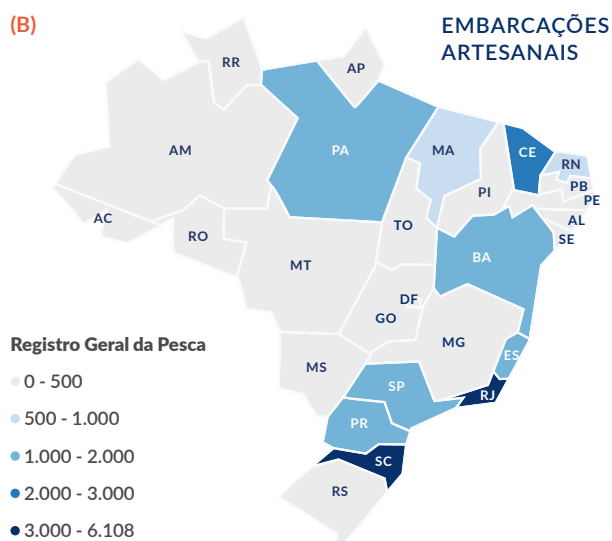 (B)
EMBARCAÇÕES
ARTESANAIS
RR
AP
AM
PA
MA
CE
RN
PB
PE
PI
AL
SE
AC
RO
TO
BA
MT
DF
GO
MG
ES
MS
SP
RJ
PR
SC
RS
Registro Geral da Pesca
0 - 500
500 - 1.000
1.000 - 2.000
2.000 - 3.000
3.000 - 6.108